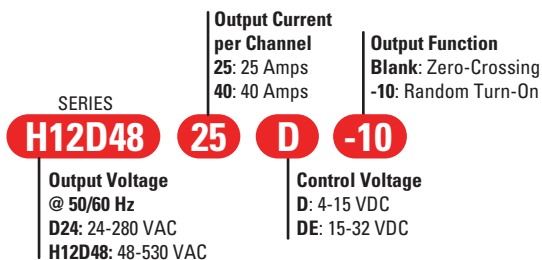 Output Current
per Channel
25: 25 Amps
40: 40 Amps
Output Function
Blank: Zero-Crossing
-10: Random Turn-On
SERIES
H12D48 25 D -10
Output Voltage
@ 50/60 Hz
D24: 24-280 VAC
H12D48: 48-530 VAC
Control Voltage
D: 4-15 VDC
DE: 15-32 VDC